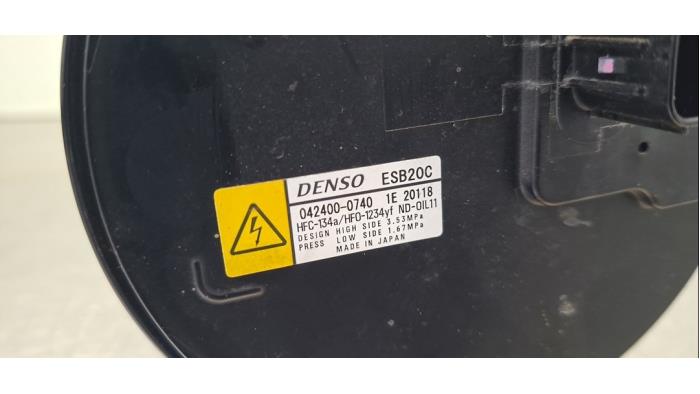 DENSO ESB20C
042400-0740 1E 20118
HFC-134a/HFO-1234yf ND-OIL11
DESIGN HIGH SIDE 3.53MPa
PRESS LOW SIDE 1.67MPa
MADE IN JAPAN